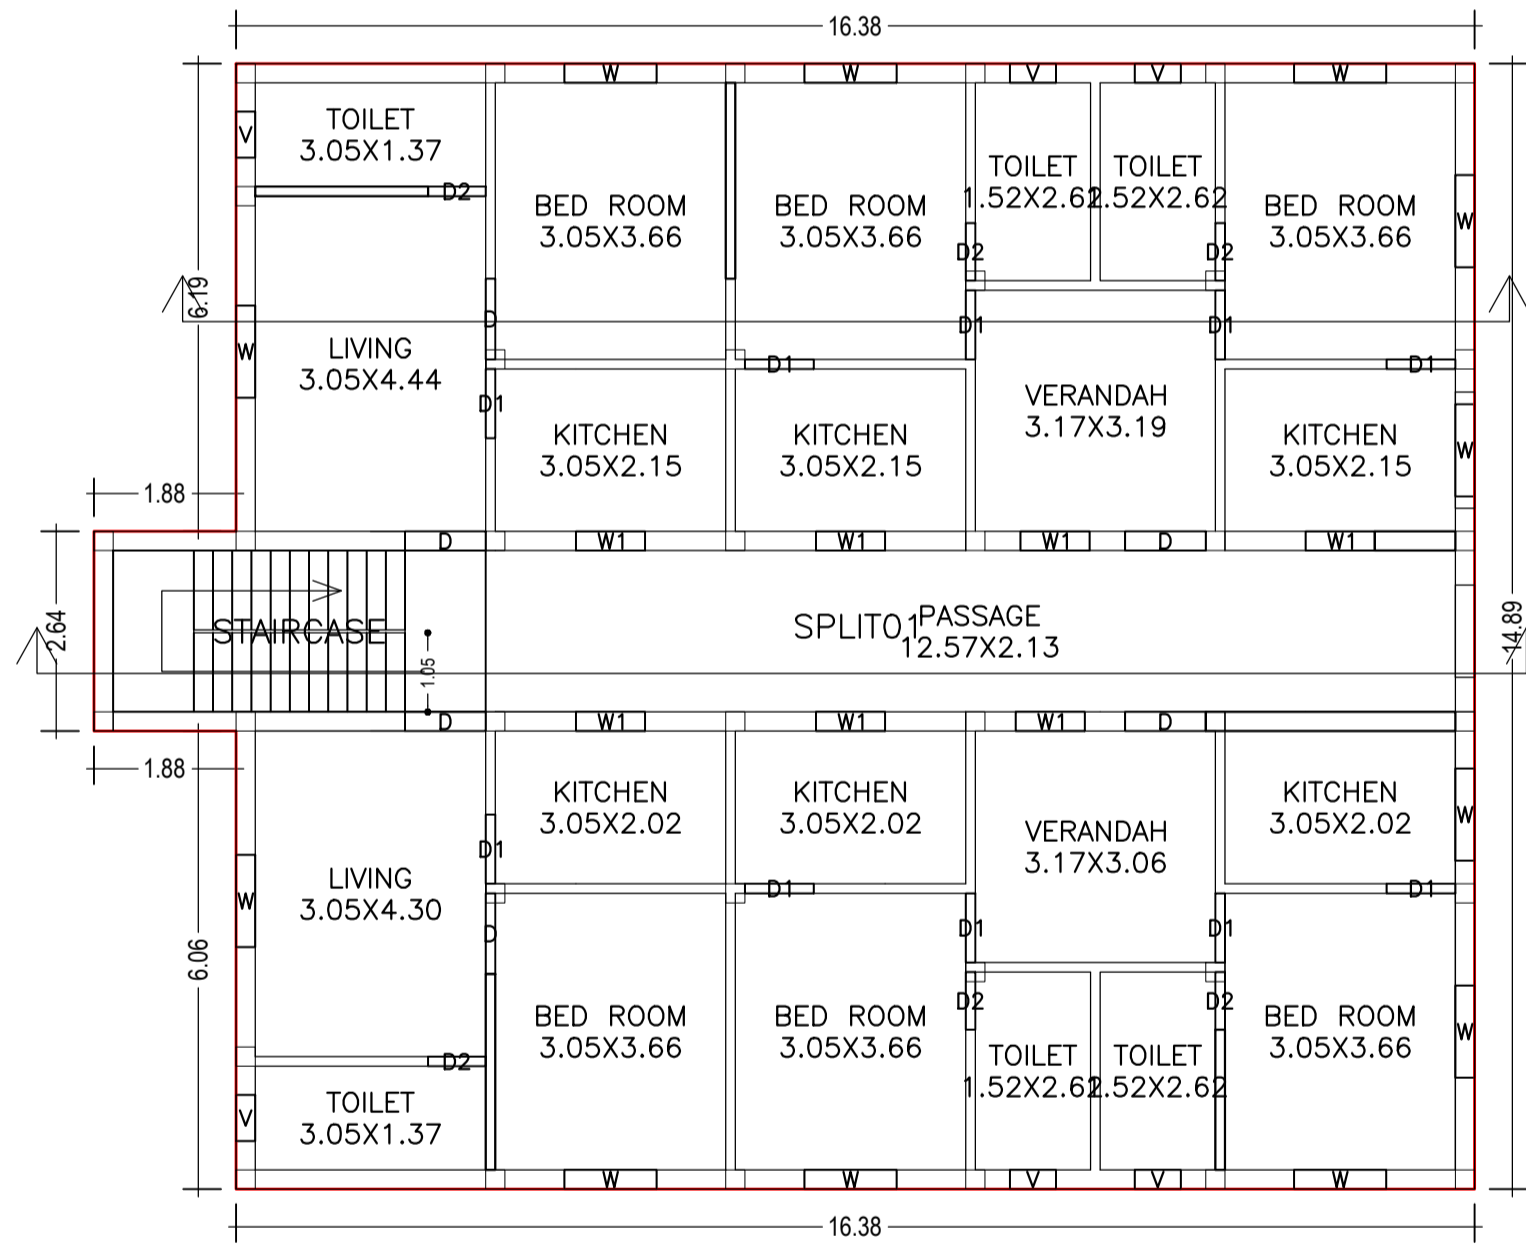 16.38
W
W
V
V
W
TOILET
3.05X1.37
V
D2
BED ROOM
3.05X3.66
BED ROOM
3.05X3.66
TOILET
1.52X2.62
TOILET
1.52X2.62
BED ROOM
3.05X3.66
W
D2
D2
6.19
D
D1
D1
W
LIVING
3.05X4.44
D1
D1
D1
VERANDAH
3.17X3.19
KITCHEN
3.05X2.15
KITCHEN
3.05X2.15
KITCHEN
3.05X2.15
W
1.88
D
W1
W1
W1
D
W1
2.64
STAIRCASE
1.05
SPLIT01
PASSAGE
12.57X2.13
14.89
D
W1
W1
W1
D
1.88
KITCHEN
3.05X2.02
KITCHEN
3.05X2.02
VERANDAH
3.17X3.06
KITCHEN
3.05X2.02
W
D1
D1
D1
LIVING
3.05X4.30
W
6.06
D
D1
D1
BED ROOM
3.05X3.66
BED ROOM
3.05X3.66
D2
D2
BED ROOM
3.05X3.66
W
TOILET
1.52X2.62
TOILET
1.52X2.62
D2
TOILET
3.05X1.37
V
W
W
V
V
W
16.38